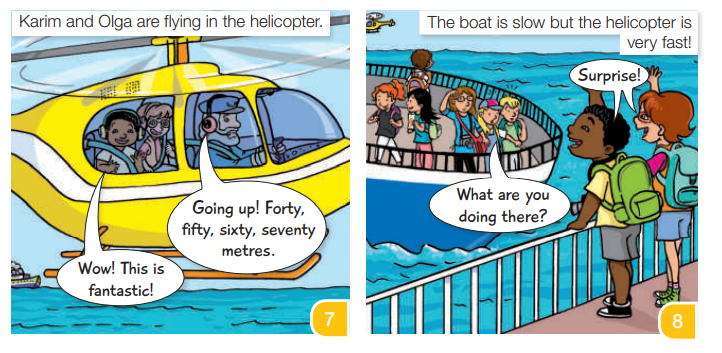 Karim and Olga are flying in the helicopter.
Going up! Forty,
fifty, sixty, seventy
metres.
Wow! This is
fantastic!
7
The boat is slow but the helicopter is
very fast!
Surprise!
What are you
doing there?
8